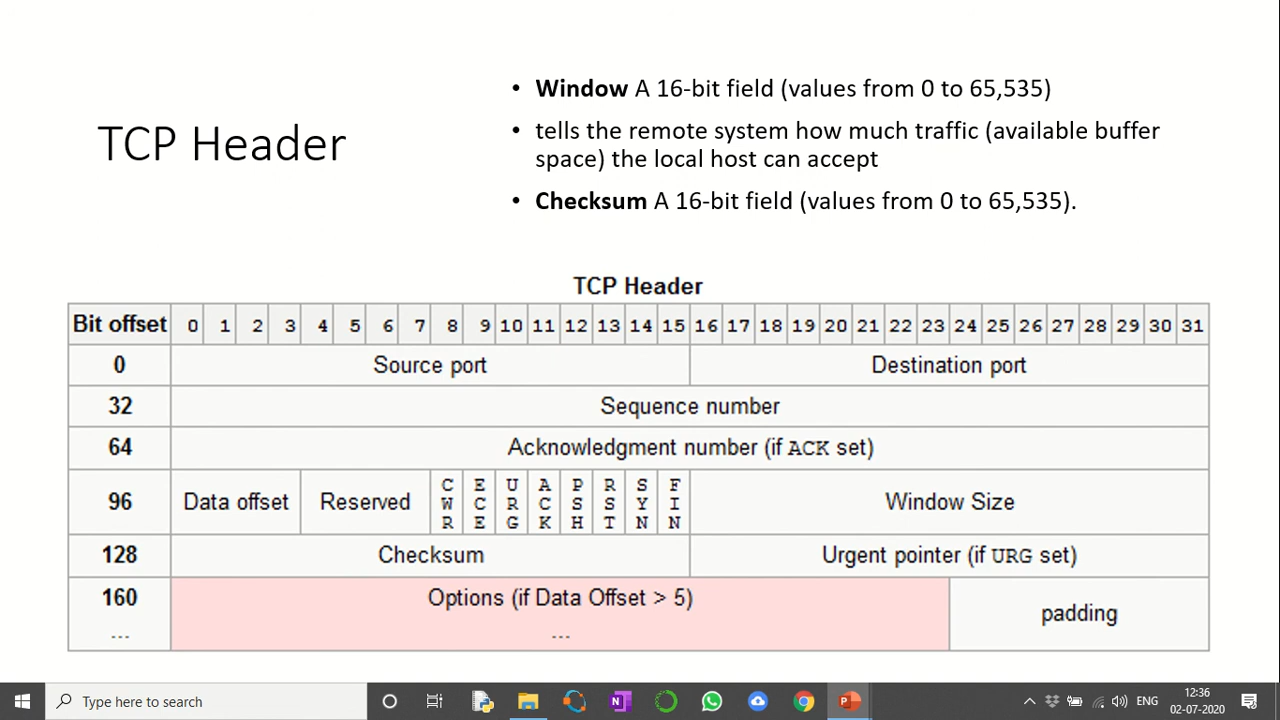 TCP Header
• Window A 16-bit field (values from 0 to 65,535)
• tells the remote system how much traffic (available buffer
space) the local host can accept
• Checksum A 16-bit field (values from 0 to 65,535).
TCP Header
Bit offset 0 1 2 3 4 5 6 7 8 9 10 11 12 13 14 15 16 17 18 19 20 21 22 23 24 25 26 27 28 29 30 31
0 Source port Destination port
32 Sequence number
64 Acknowledgment number (if ACK set)
96 Data offset Reserved CWR ECE URG ACK PSH RST SYN FIN Window Size
128 Checksum Urgent pointer (if URG set)
160 Options (if Data Offset > 5) padding
... ...
Type here to search
ENG
12:36
02-07-2020